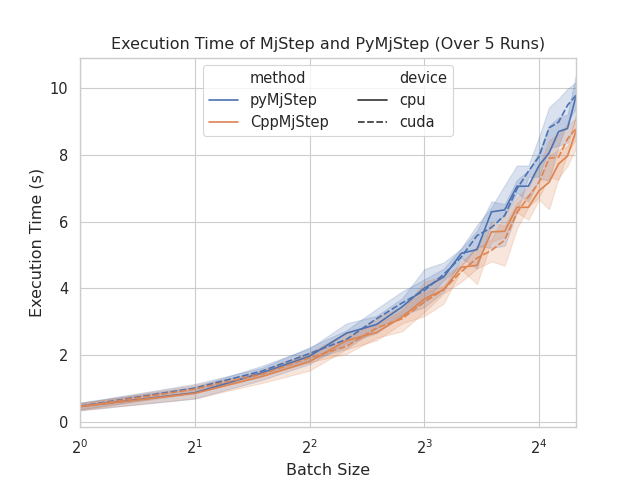 Execution Time of MjStep and PyMjStep (Over 5 Runs)
method device
pyMjStep cpu
CppMjStep cuda
Execution Time (s)
10
8
6
4
2
0
2⁰ 2¹ 2² 2³ 2⁴
Batch Size